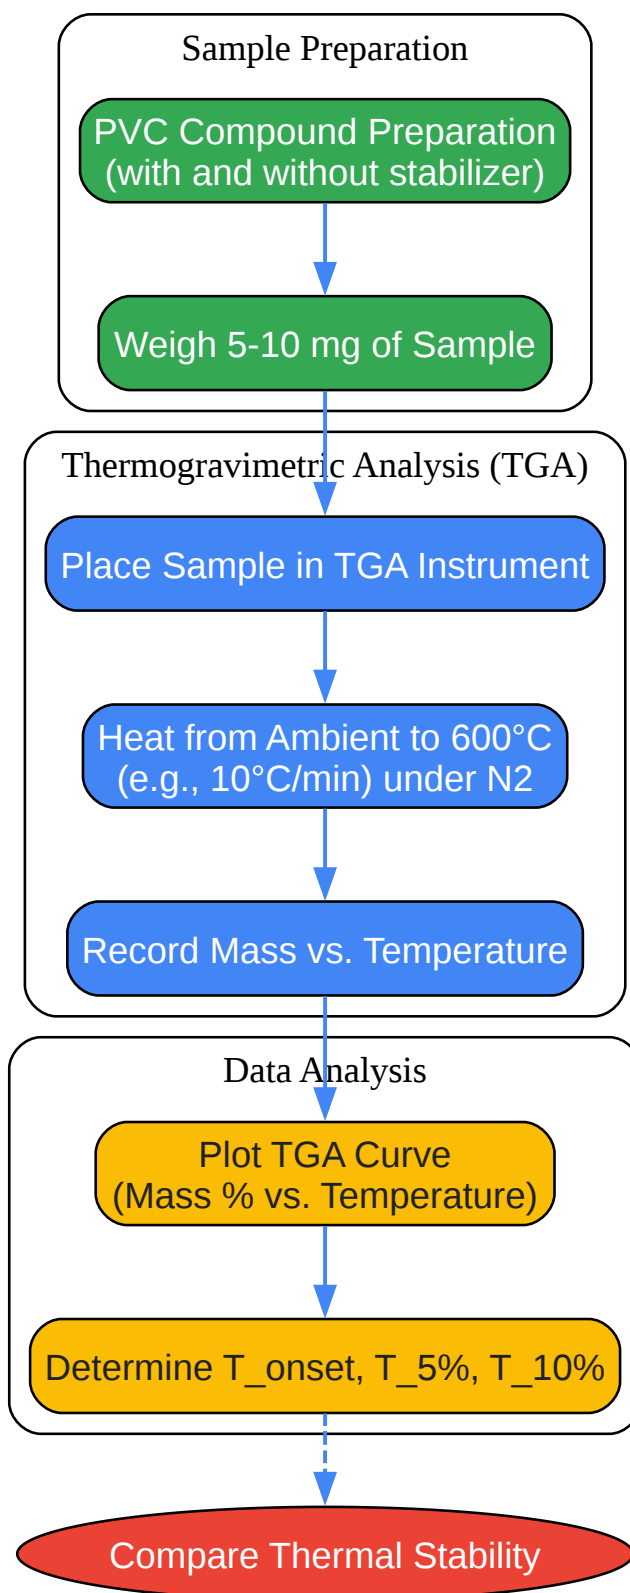 Sample Preparation
PVC Compound Preparation
(with and without stabilizer)
Weigh 5-10 mg of Sample
Thermogravimetric Analysis (TGA)
Place Sample in TGA Instrument
Heat from Ambient to 600°C
(e.g., 10°C/min) under N2
Record Mass vs. Temperature
Data Analysis
Plot TGA Curve
(Mass % vs. Temperature)
Determine T_onset, T_5%, T_10%
Compare Thermal Stability